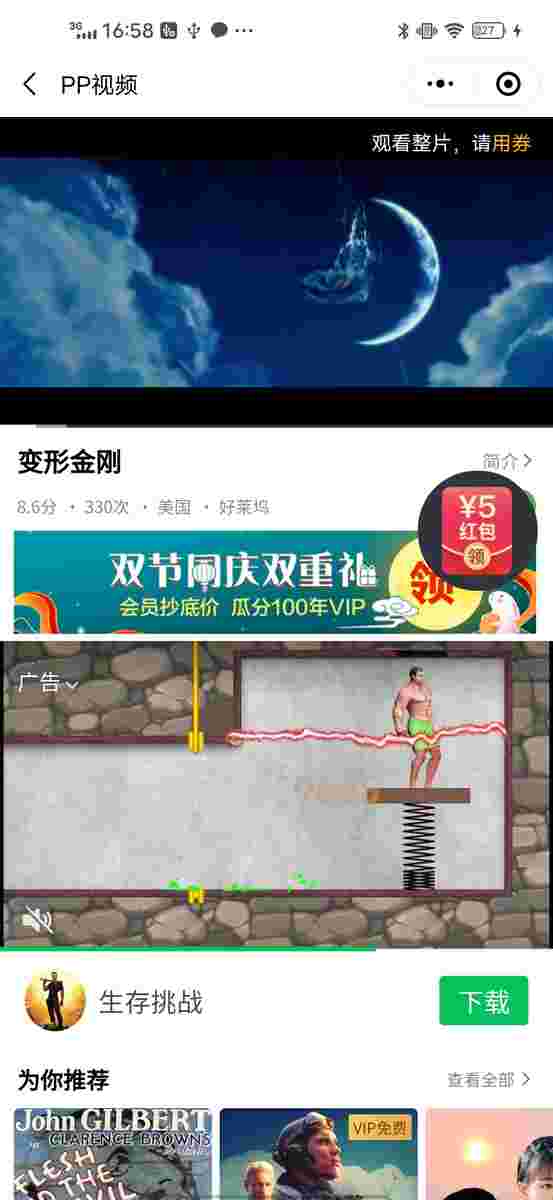 3G 16:58 27
PP视频
观看整片，请用券
变形金刚
简介
8.6分 · 330次 · 美国 · 好莱坞
¥5
红包
领
双节同庆双重礼
会员抄底价 瓜分100年VIP
领
广告
生存挑战
下载
为你推荐
查看全部
John GILBERT
CLARENCE BROWNS
FLESH
VIP免费